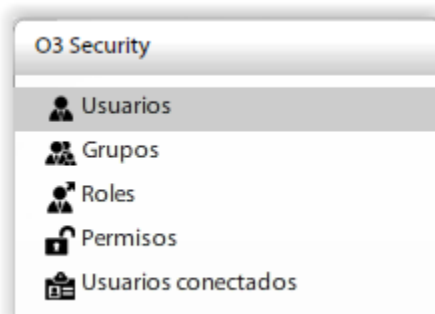 O3 Security
Usuarios
Grupos
Roles
Permisos
Usuarios conectados